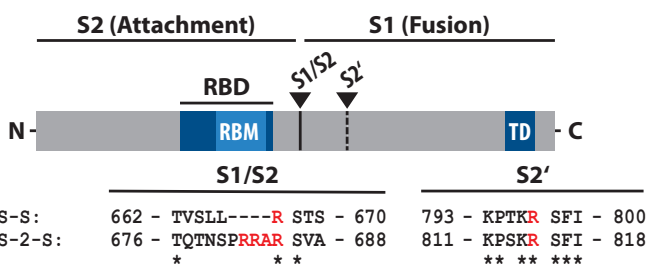 S2 (Attachment) S1 (Fusion)
RBD S1/S2 S2'
N RBM TD C
S1/S2 S2'
S-S: 662 - TVSLL----R STS - 670 793 - KPTKR SFI - 800
S-2-S: 676 - TQTNSPRRAR SVA - 688 811 - KPSKR SFI - 818
* * * ** ** ***